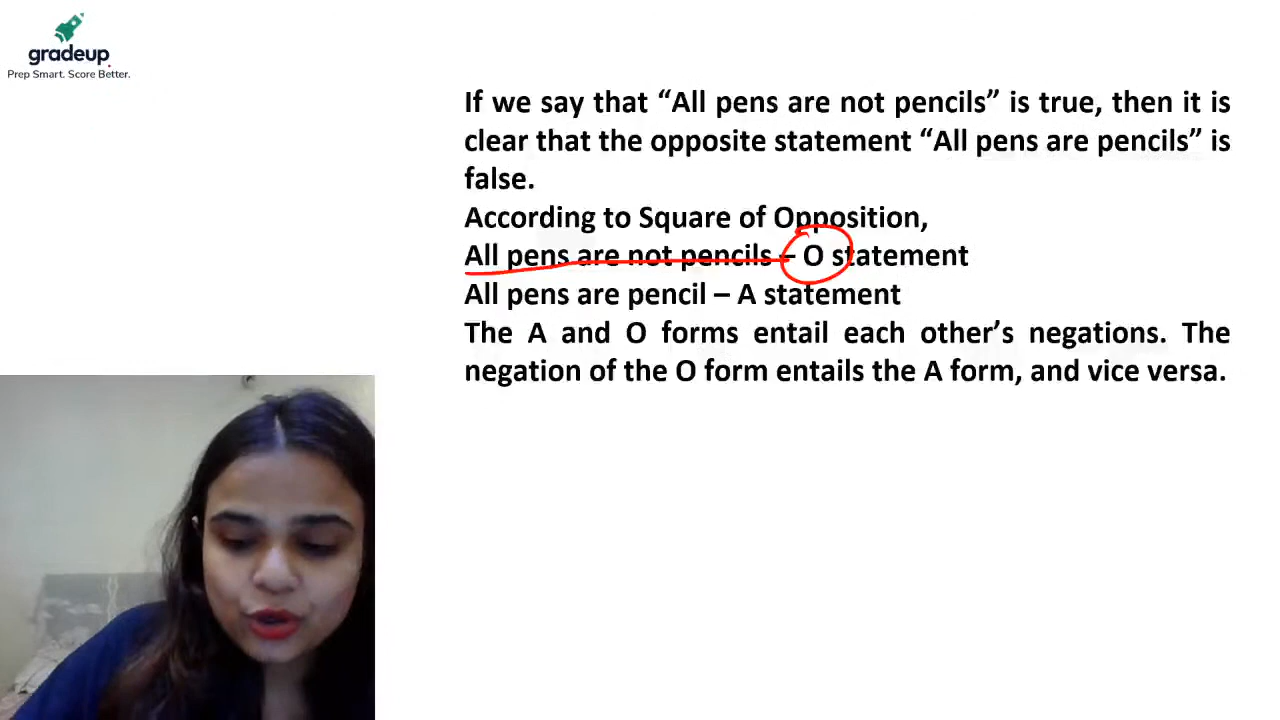 gradeup
Prep Smart. Score Better.
If we say that “All pens are not pencils” is true, then it is
clear that the opposite statement “All pens are pencils” is
false.
According to Square of Opposition,
All pens are not pencils – O statement
All pens are pencil – A statement
The A and O forms entail each other’s negations. The
negation of the O form entails the A form, and vice versa.